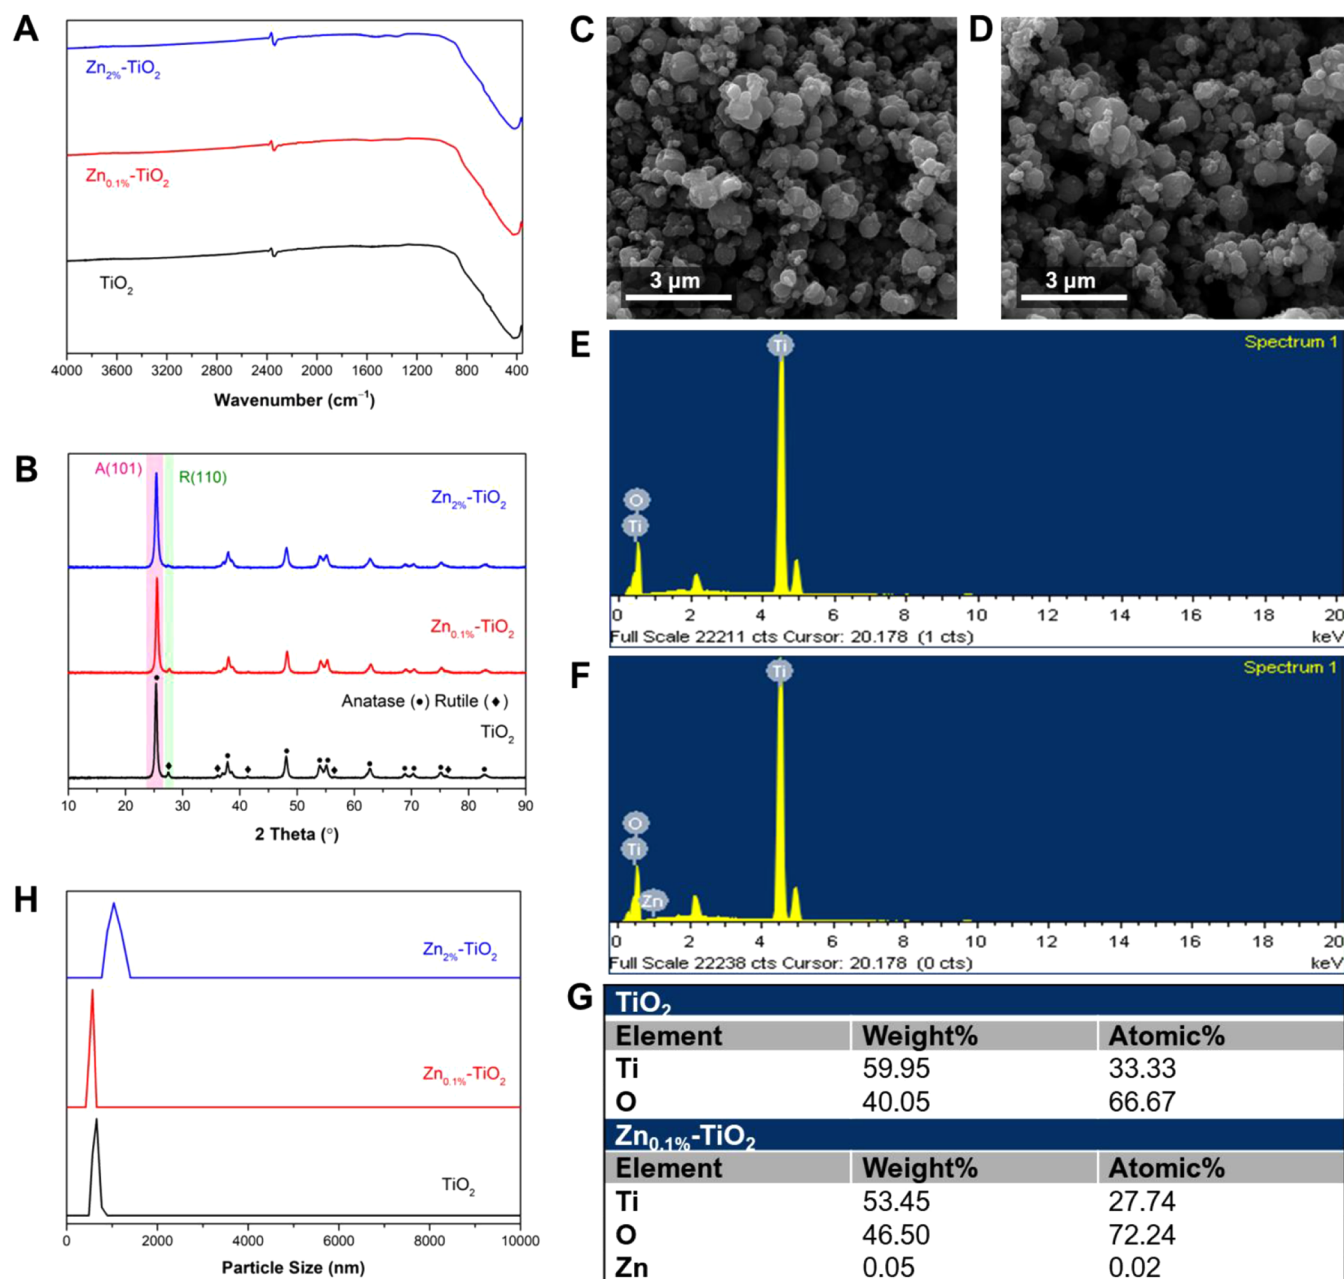 A
Zn2%-TiO2
Zn0.1%-TiO2
TiO2
4000 3600 3200 2800 2400 2000 1600 1200 800 400
Wavenumber (cm−1)
B
A(101)
R(110)
Zn2%-TiO2
Zn0.1%-TiO2
Anatase (●) Rutile (♦)
TiO2
10 20 30 40 50 60 70 80 90
2 Theta (°)
H
Zn2%-TiO2
Zn0.1%-TiO2
TiO2
0 2000 4000 6000 8000 10000
Particle Size (nm)
C
3 µm
D
3 µm
E
Ti
Spectrum 1
O
Ti
0 2 4 6 8 10 12 14 16 18 20
Full Scale 22211 cts Cursor: 20.178 (1 cts) keV
F
Ti
Spectrum 1
O
Ti
Zn
0 2 4 6 8 10 12 14 16 18 20
Full Scale 22238 cts Cursor: 20.178 (0 cts) keV
G
TiO2
Element Weight% Atomic%
Ti 59.95 33.33
O 40.05 66.67
Zn0.1%-TiO2
Element Weight% Atomic%
Ti 53.45 27.74
O 46.50 72.24
Zn 0.05 0.02